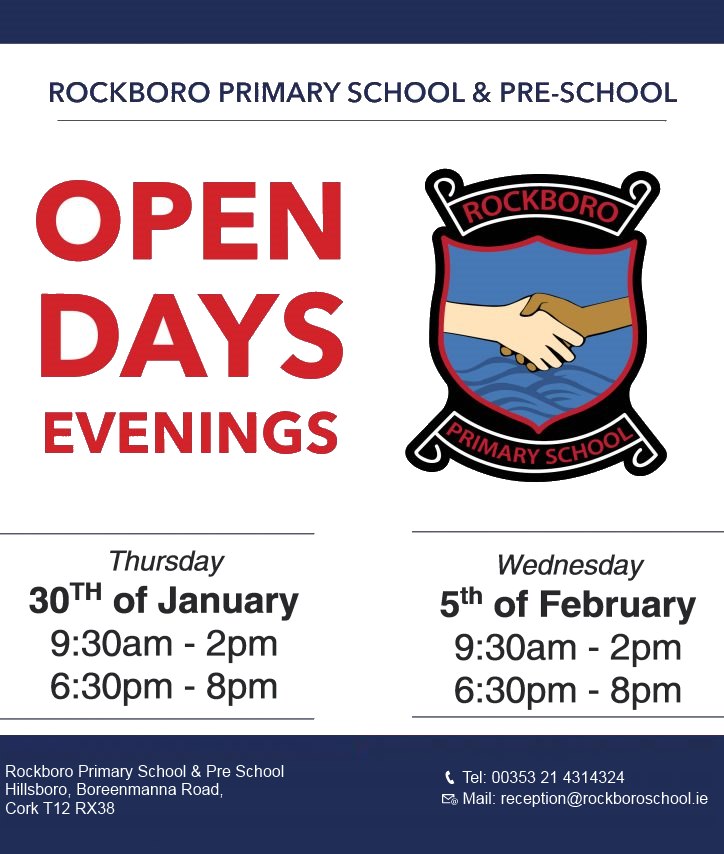 ROCKBORO PRIMARY SCHOOL & PRE-SCHOOL
OPEN
DAYS
EVENINGS
ROCKBORO
PRIMARY SCHOOL
Thursday
30TH of January
9:30am - 2pm
6:30pm - 8pm
Wednesday
5th of February
9:30am - 2pm
6:30pm - 8pm
Rockboro Primary School & Pre School
Hillsboro, Boreenmanna Road,
Cork T12 RX38
Tel: 00353 21 4314324
Mail: reception@rockboroschool.ie